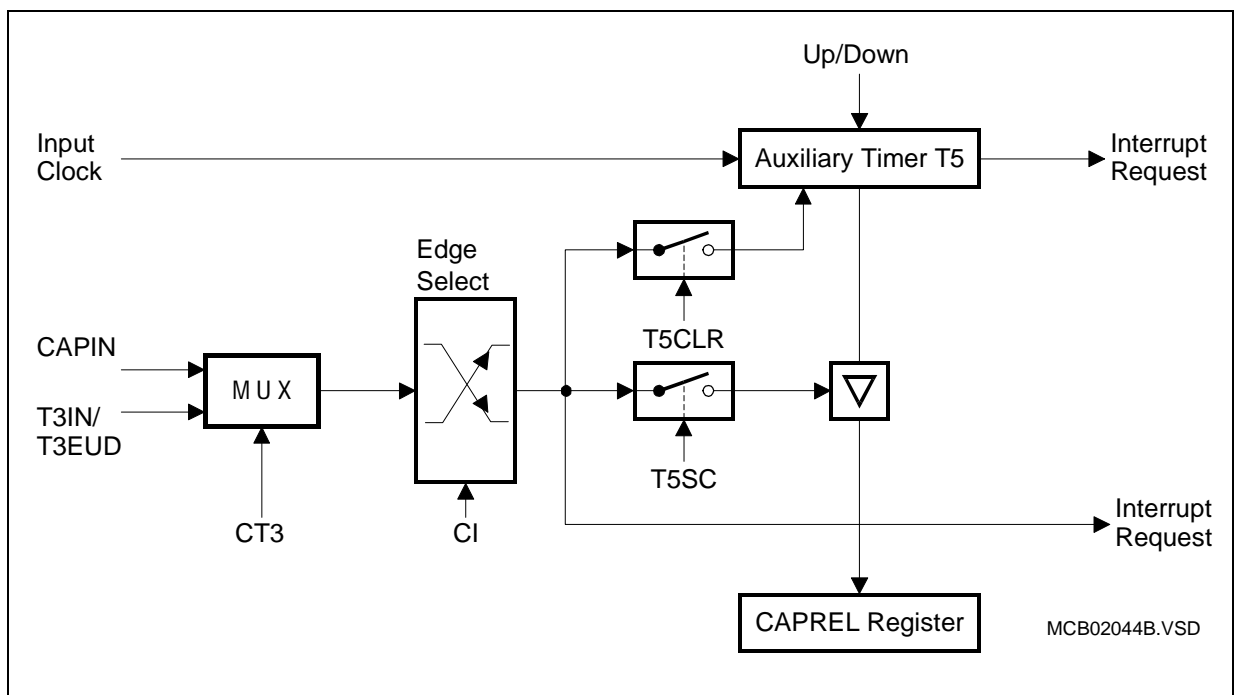 Up/Down
Input
Clock
Auxiliary Timer T5
Interrupt
Request
Edge
Select
T5CLR
CAPIN
MUX
T3IN/
T3EUD
T5SC
CT3
CI
Interrupt
Request
CAPREL Register
MCB02044B.VSD